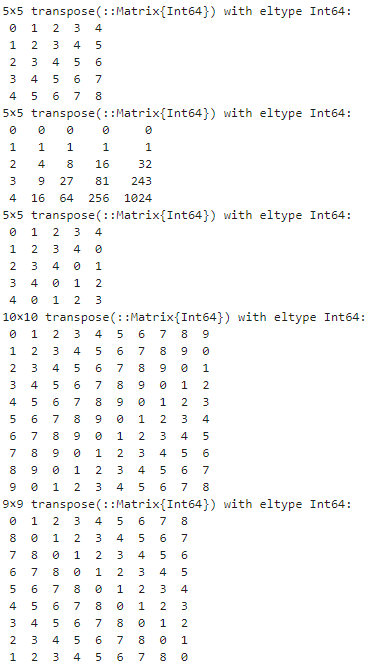 5×5 transpose(::Matrix{Int64}) with eltype Int64:
0 1 2 3 4
1 2 3 4 5
2 3 4 5 6
3 4 5 6 7
4 5 6 7 8
5×5 transpose(::Matrix{Int64}) with eltype Int64:
0 0 0 0 0
1 1 1 1 1
2 4 8 16 32
3 9 27 81 243
4 16 64 256 1024
5×5 transpose(::Matrix{Int64}) with eltype Int64:
0 1 2 3 4
1 2 3 4 0
2 3 4 0 1
3 4 0 1 2
4 0 1 2 3
10×10 transpose(::Matrix{Int64}) with eltype Int64:
0 1 2 3 4 5 6 7 8 9
1 2 3 4 5 6 7 8 9 0
2 3 4 5 6 7 8 9 0 1
3 4 5 6 7 8 9 0 1 2
4 5 6 7 8 9 0 1 2 3
5 6 7 8 9 0 1 2 3 4
6 7 8 9 0 1 2 3 4 5
7 8 9 0 1 2 3 4 5 6
8 9 0 1 2 3 4 5 6 7
9 0 1 2 3 4 5 6 7 8
9×9 transpose(::Matrix{Int64}) with eltype Int64:
0 1 2 3 4 5 6 7 8
8 0 1 2 3 4 5 6 7
7 8 0 1 2 3 4 5 6
6 7 8 0 1 2 3 4 5
5 6 7 8 0 1 2 3 4
4 5 6 7 8 0 1 2 3
3 4 5 6 7 8 0 1 2
2 3 4 5 6 7 8 0 1
1 2 3 4 5 6 7 8 0